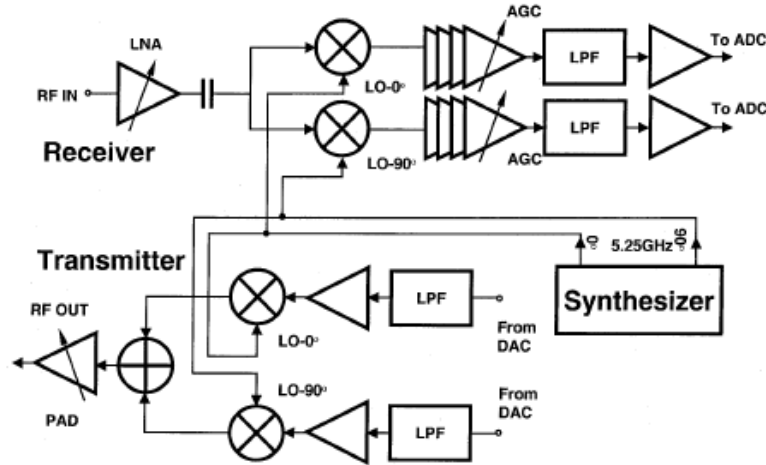 LNA
AGC
LPF
To ADC
RF IN
LO-0°
To ADC
LPF
Receiver
LO-90°
AGC
0° 5.25GHz 90°
Transmitter
Synthesizer
RF OUT
LPF
From
DAC
LO-0°
LO-90°
From
DAC
PAD
LPF